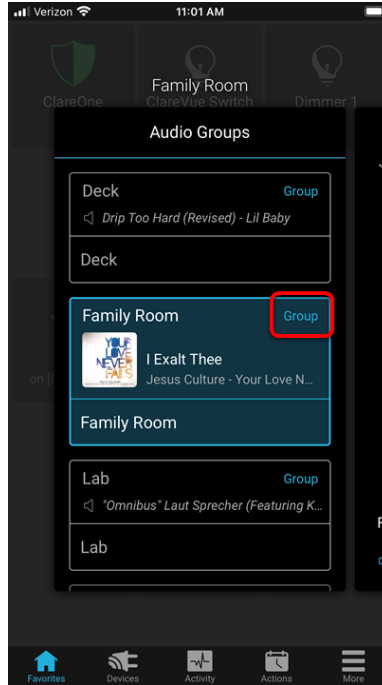 Verizon
11:01 AM
Family Room
ClareOne
ClareVue Switch
Dimmer 1
Audio Groups
Deck
Group
Drip Too Hard (Revised) - Lil Baby
Deck
Family Room
Group
YOUR
LOVE
NEVER
FAILS
I Exalt Thee
Jesus Culture - Your Love N...
on [
Family Room
Lab
Group
"Omnibus" Laut Sprecher (Featuring K...
Lab
Favorites
Devices
Activity
Actions
More